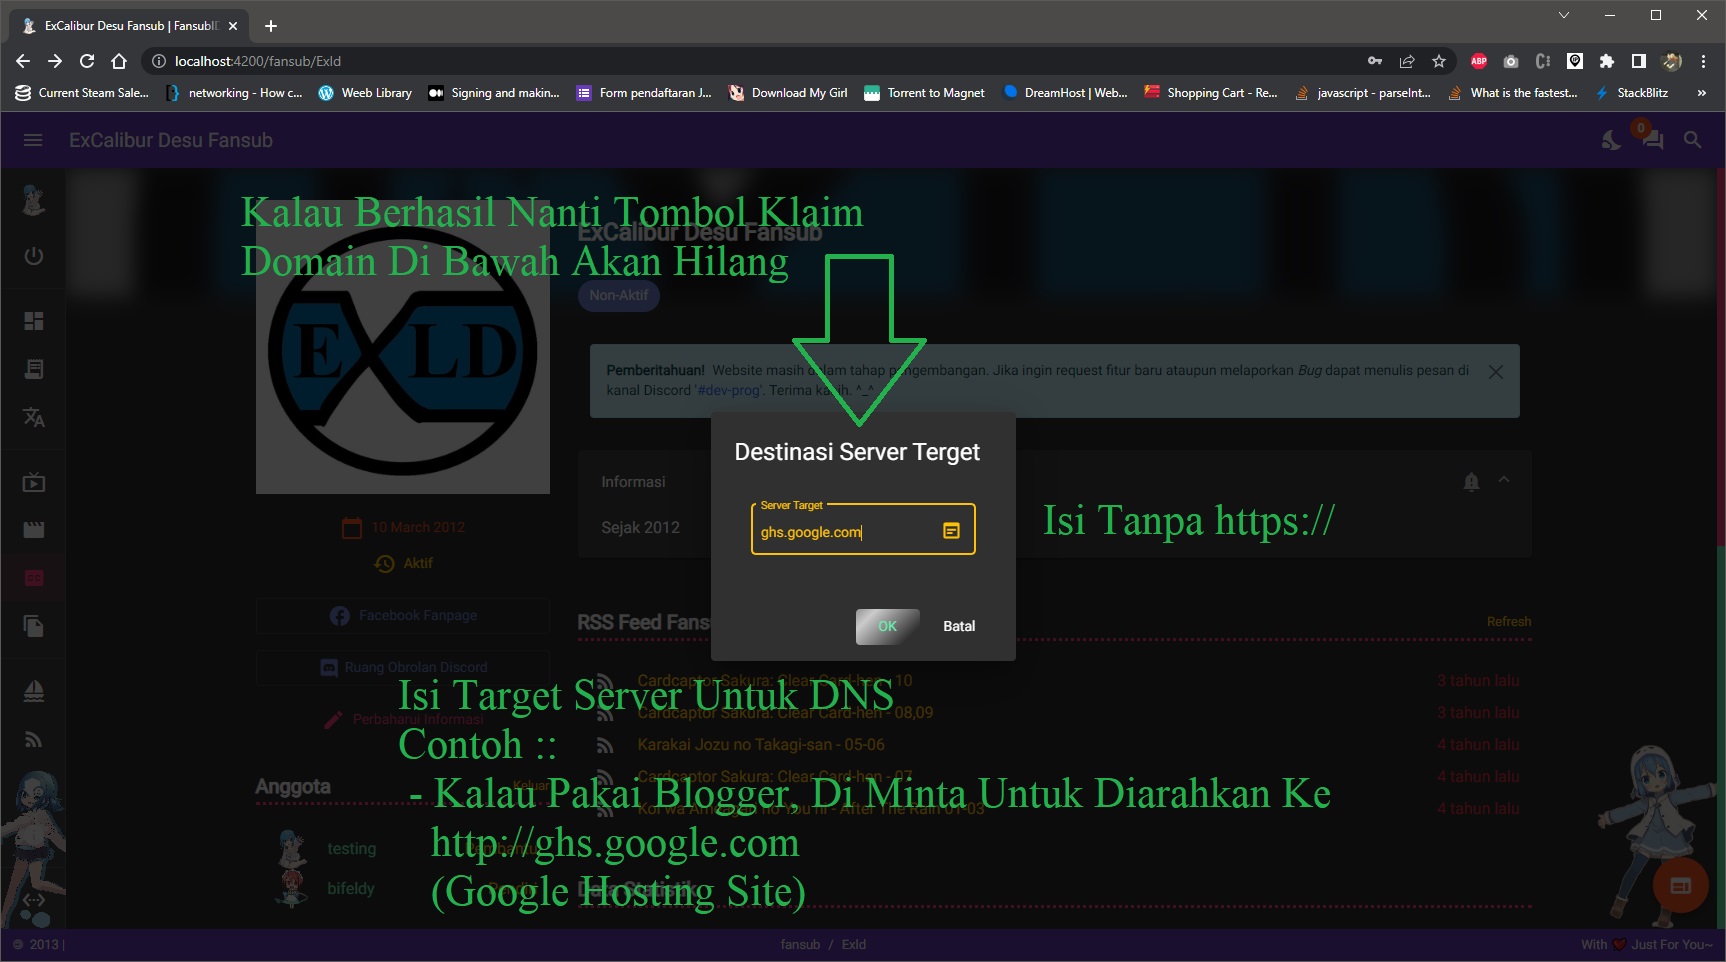 ExCalibur Desu Fansub | FansubID
localhost:4200/fansub/Exld
ABP
Current Steam Sale...
networking - How c...
Weeb Library
Signing and makin...
Form pendaftaran J...
Download My Girl
Torrent to Magnet
DreamHost | Web...
Shopping Cart - Re...
javascript - parseInt...
What is the fastest...
StackBlitz
»
ExCalibur Desu Fansub
0
Kalau Berhasil Nanti Tombol Klaim
Domain Di Bawah Akan Hilang
ExCalibur Desu Fansub
Non-Aktif
EXLD
Pemberitahuan! Website masih dalam tahap pengembangan. Jika ingin request fitur baru ataupun melaporkan Bug dapat menulis pesan di
kanal Discord '#dev-prog'. Terima kasih. ^_^
Destinasi Server Terget
Server Target
ghs.google.com
OK
Batal
Informasi
Sejak 2012
Isi Tanpa https://
10 March 2012
Aktif
Facebook Fanpage
Ruang Obrolan Discord
Perbaharui Informasi
RSS Feed Fans
Refresh
Cardcaptor Sakura: Clear Card-hen - 10
3 tahun lalu
Cardcaptor Sakura: Clear Card-hen - 08,09
3 tahun lalu
Karakai Jozu no Takagi-san - 05-06
4 tahun lalu
Cardcaptor Sakura: Clear Card-hen - 07
4 tahun lalu
Koi wa Ameagari no You ni - After The Rain 01-03
4 tahun lalu
Isi Target Server Untuk DNS
Contoh ::
- Kalau Pakai Blogger, Di Minta Untuk Diarahkan Ke
http://ghs.google.com
(Google Hosting Site)
Anggota
Keluar
testing
Pembantu
bifeldy
Pendiri
Data Statistik
© 2013 |
fansub / Exld
With ❤ Just For You~